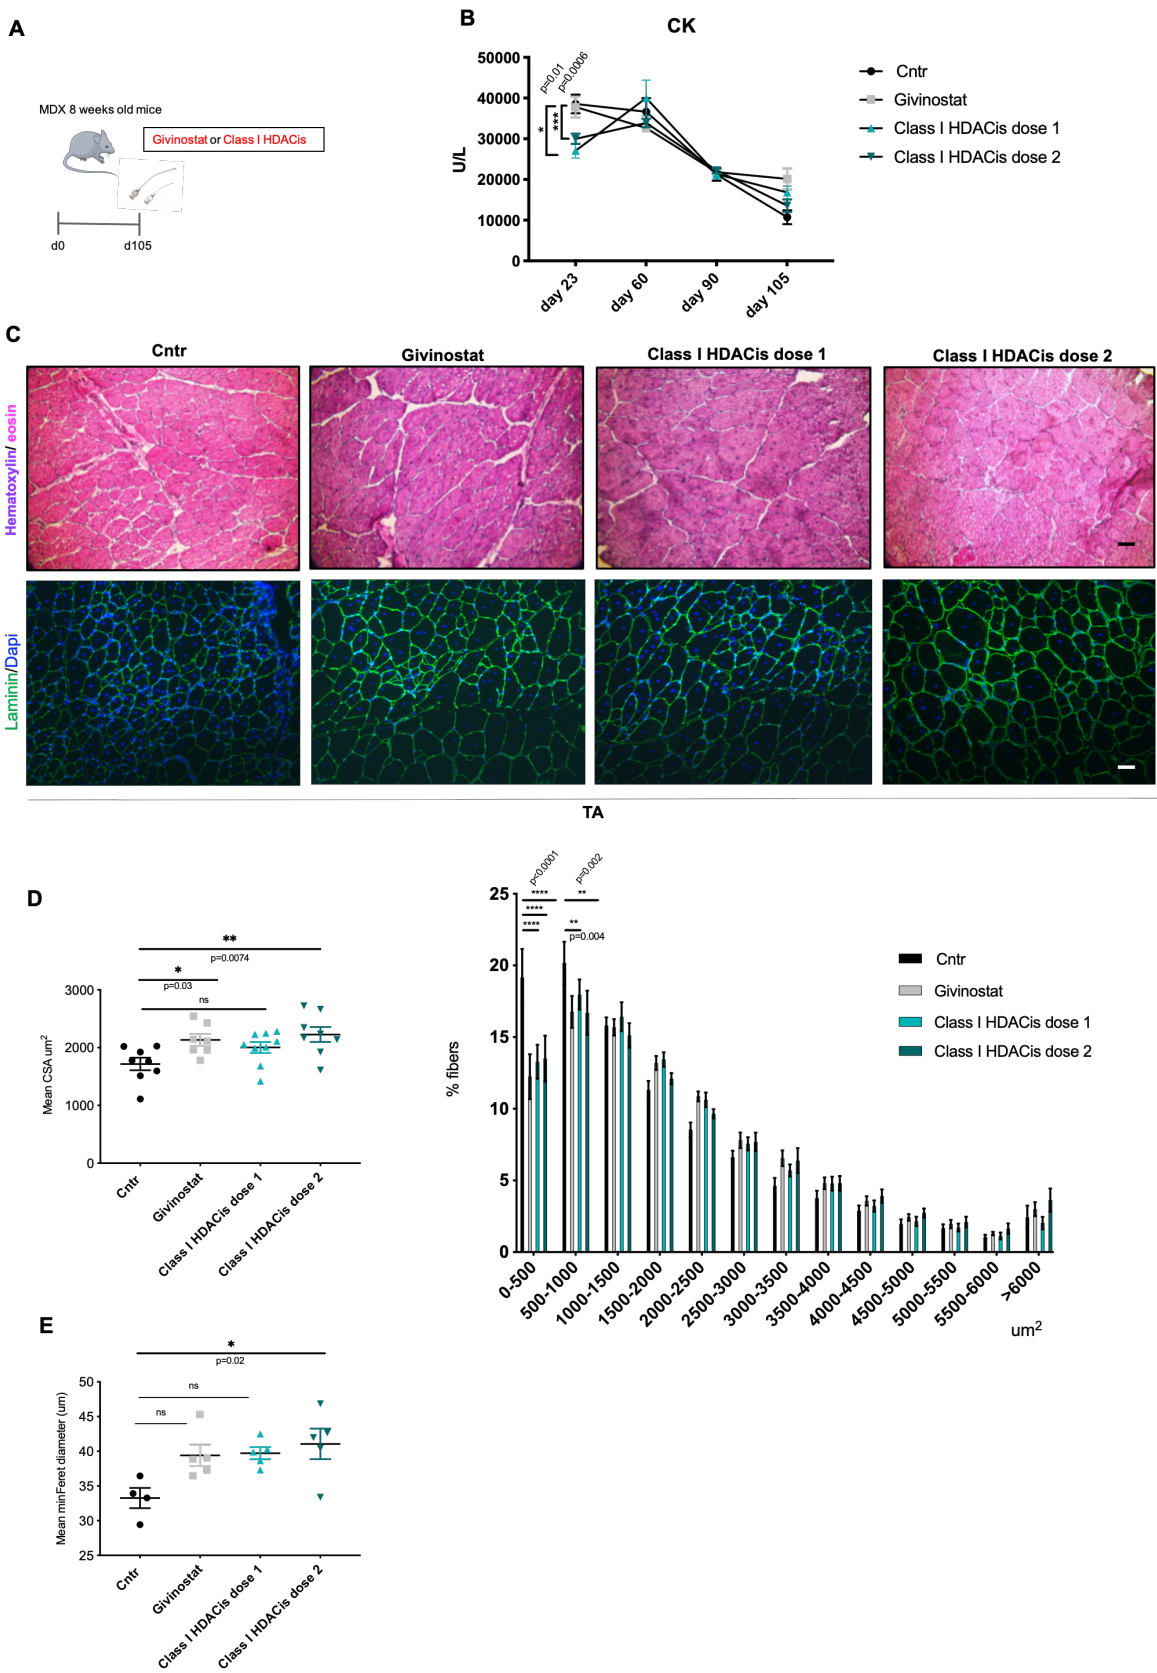 A
MDX 8 weeks old mice
Givinostat or Class I HDACis
d0
d105
B
CK
50000
40000
30000
20000
10000
0
U/L
p=0.01
p=0.0006
*
***
day 23
day 60
day 90
day 105
Cntr
Givinostat
Class I HDACis dose 1
Class I HDACis dose 2
C
Cntr
Givinostat
Class I HDACis dose 1
Class I HDACis dose 2
Hematoxylin/ eosin
Laminin/Dapi
TA
D
**
p=0.0074
*
p=0.03
ns
3000
2000
1000
0
Mean CSA um2
Cntr
Givinostat
Class I HDACis dose 1
Class I HDACis dose 2
p<0.0001
p=0.002
****
****
****
**
**
p=0.004
25
20
15
10
5
0
% fibers
0-500
500-1000
1000-1500
1500-2000
2000-2500
2500-3000
3000-3500
3500-4000
4000-4500
4500-5000
5000-5500
5500-6000
>6000
um2
Cntr
Givinostat
Class I HDACis dose 1
Class I HDACis dose 2
E
*
p=0.02
ns
ns
50
45
40
35
30
25
Mean minFeret diameter (um)
Cntr
Givinostat
Class I HDACis dose 1
Class I HDACis dose 2